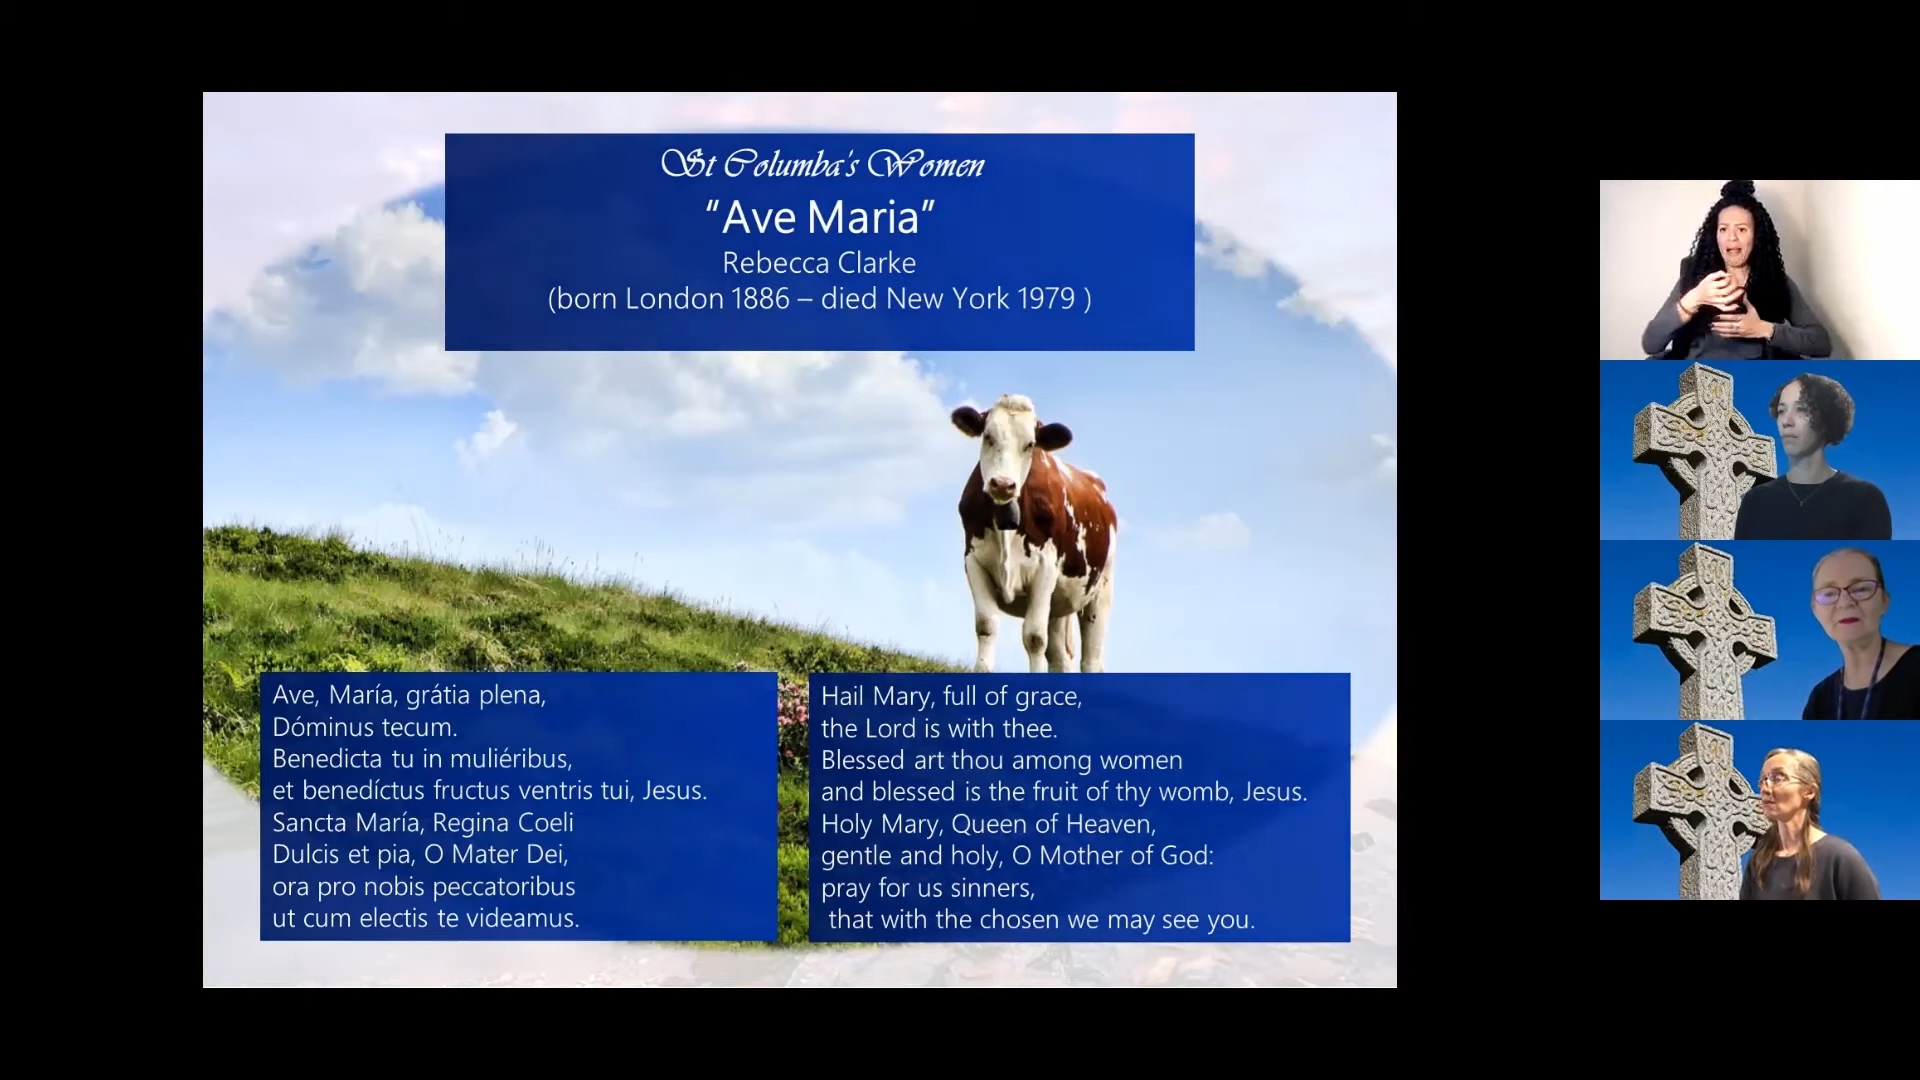 St Columba's Women
“Ave Maria”
Rebecca Clarke
(born London 1886 – died New York 1979 )
Ave, María, grátia plena,
Dóminus tecum.
Benedicta tu in muliéribus,
et benedíctus fructus ventris tui, Jesus.
Sancta María, Regina Coeli
Dulcis et pia, O Mater Dei,
ora pro nobis peccatoribus
ut cum electis te videamus.
Hail Mary, full of grace,
the Lord is with thee.
Blessed art thou among women
and blessed is the fruit of thy womb, Jesus.
Holy Mary, Queen of Heaven,
gentle and holy, O Mother of God:
pray for us sinners,
that with the chosen we may see you.